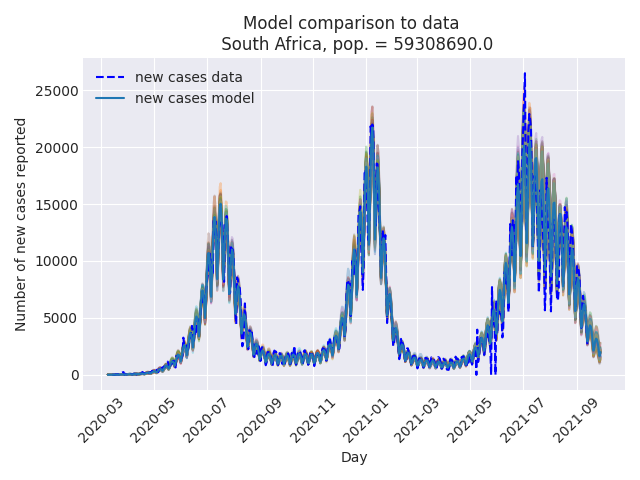 Model comparison to data
South Africa, pop. = 59308690.0
new cases data
new cases model
Number of new cases reported
25000
20000
15000
10000
5000
0
2020-03
2020-05
2020-07
2020-09
2020-11
2021-01
2021-03
2021-05
2021-07
2021-09
Day